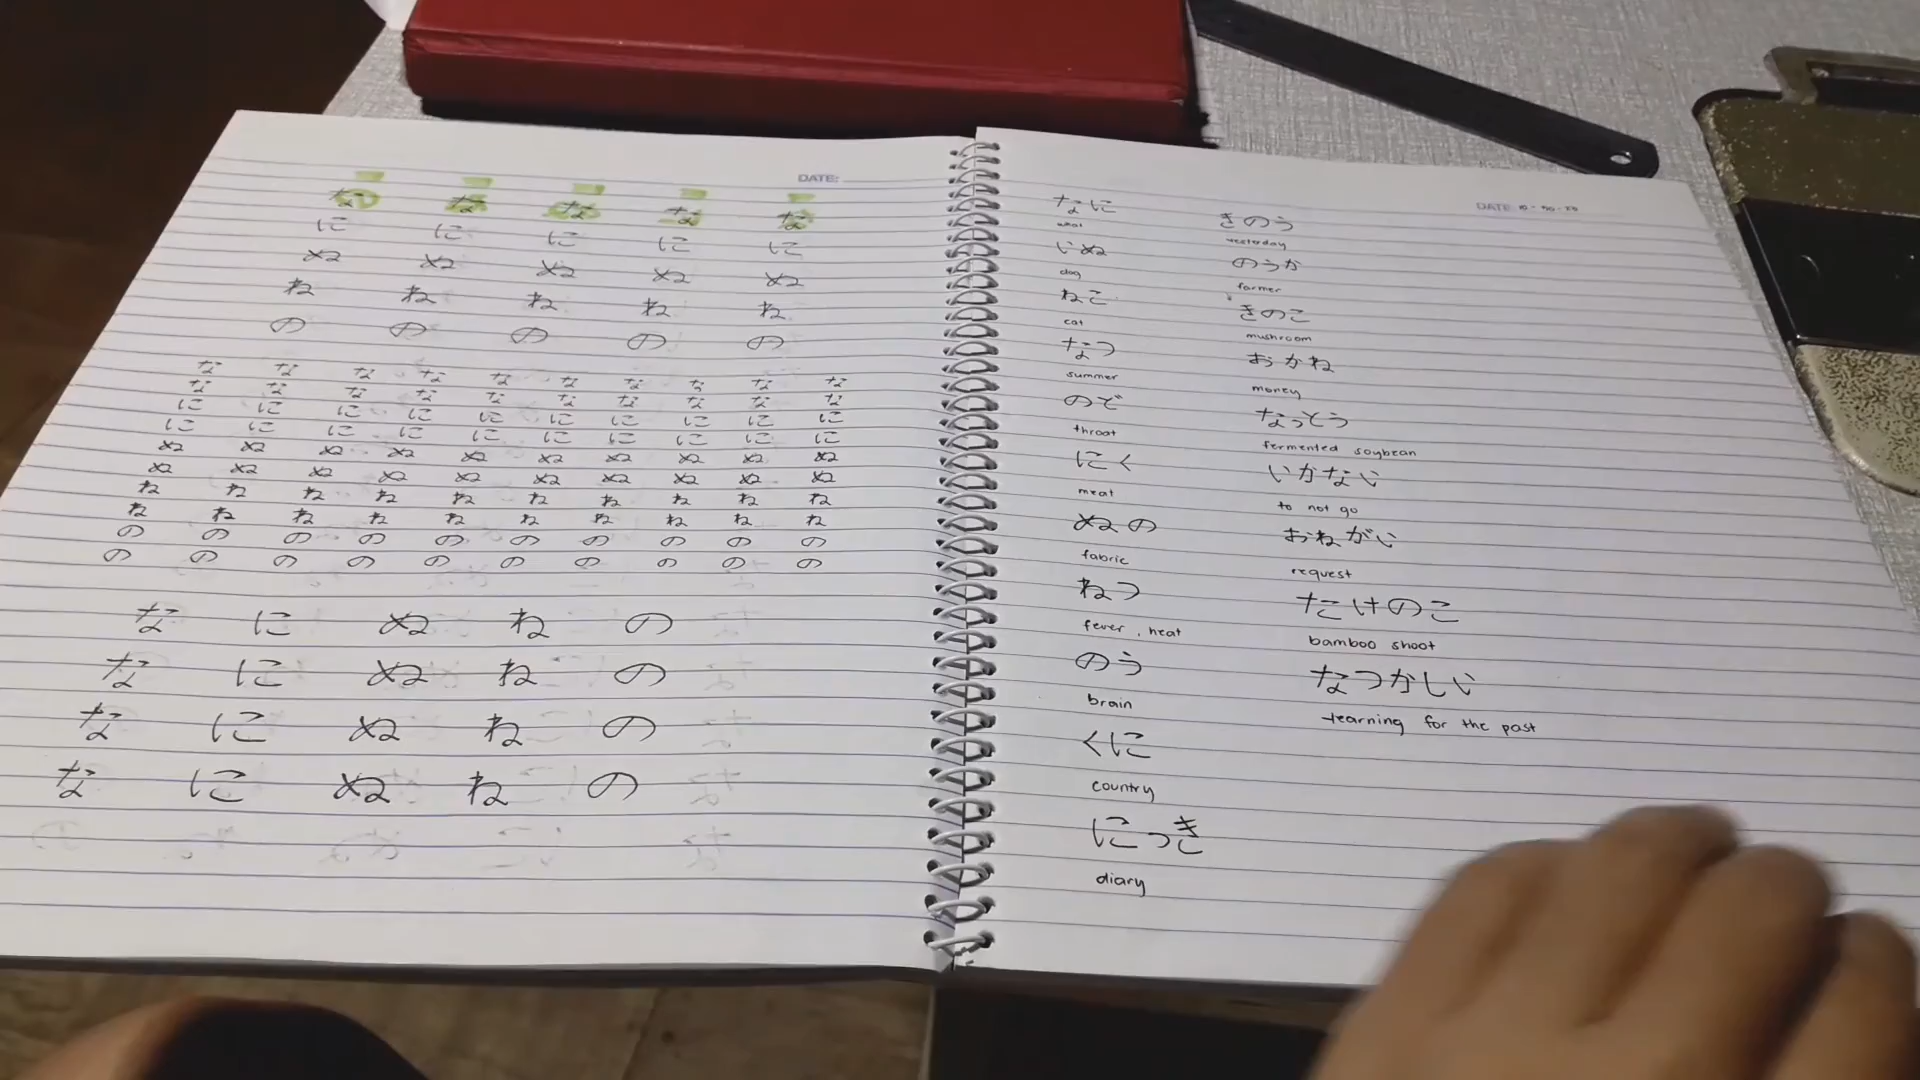 DATE:
な な な な な
に に に に に
ぬ ぬ ぬ ぬ ぬ
ね ね ね ね ね
の の の の の
な な な な な な な な な な
な な な な な な な な な な
に に に に に に に に に に
に に に に に に に に に に
ぬ ぬ ぬ ぬ ぬ ぬ ぬ ぬ ぬ ぬ
ぬ ぬ ぬ ぬ ぬ ぬ ぬ ぬ ぬ ぬ
ね ね ね ね ね ね ね ね ね ね
ね ね ね ね ね ね ね ね ね ね
の の の の の の の の の の
の の の の の の の の の の
な に ぬ ね の
な に ぬ ね の
な に ぬ ね の
な に ぬ ね の
DATE:
なに
いぬ
dog
ねこ
cat
なつ
summer
のど
throat
にく
meat
ぬの
fabric
ねつ
fever, heat
のう
brain
くに
country
にっき
diary
きのう
yesterday
のうか
farmer
きのこ
mushroom
おかね
money
なっとう
fermented soybean
いかない
to not go
おねがい
request
たけのこ
bamboo shoot
なつかしい
yearning for the past